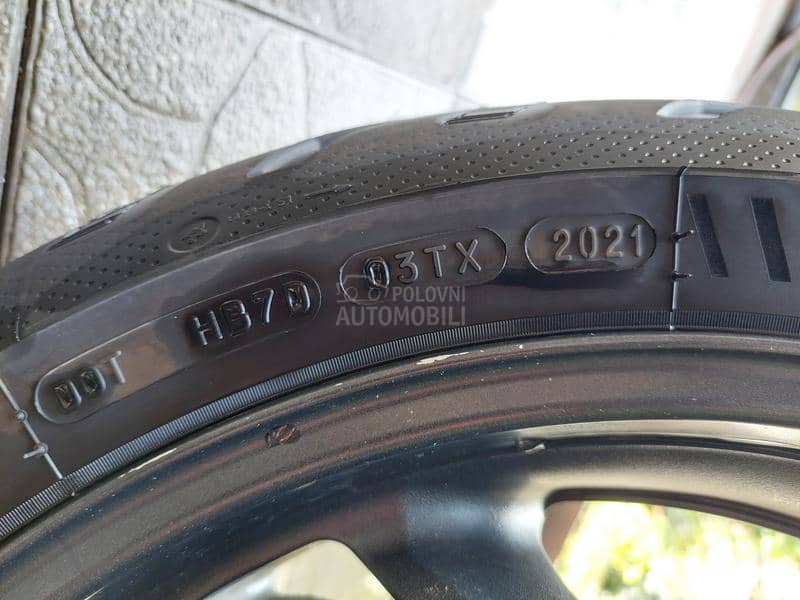 DOT HB7D 03TX 2021
POLOVNI
AUTOMOBILI